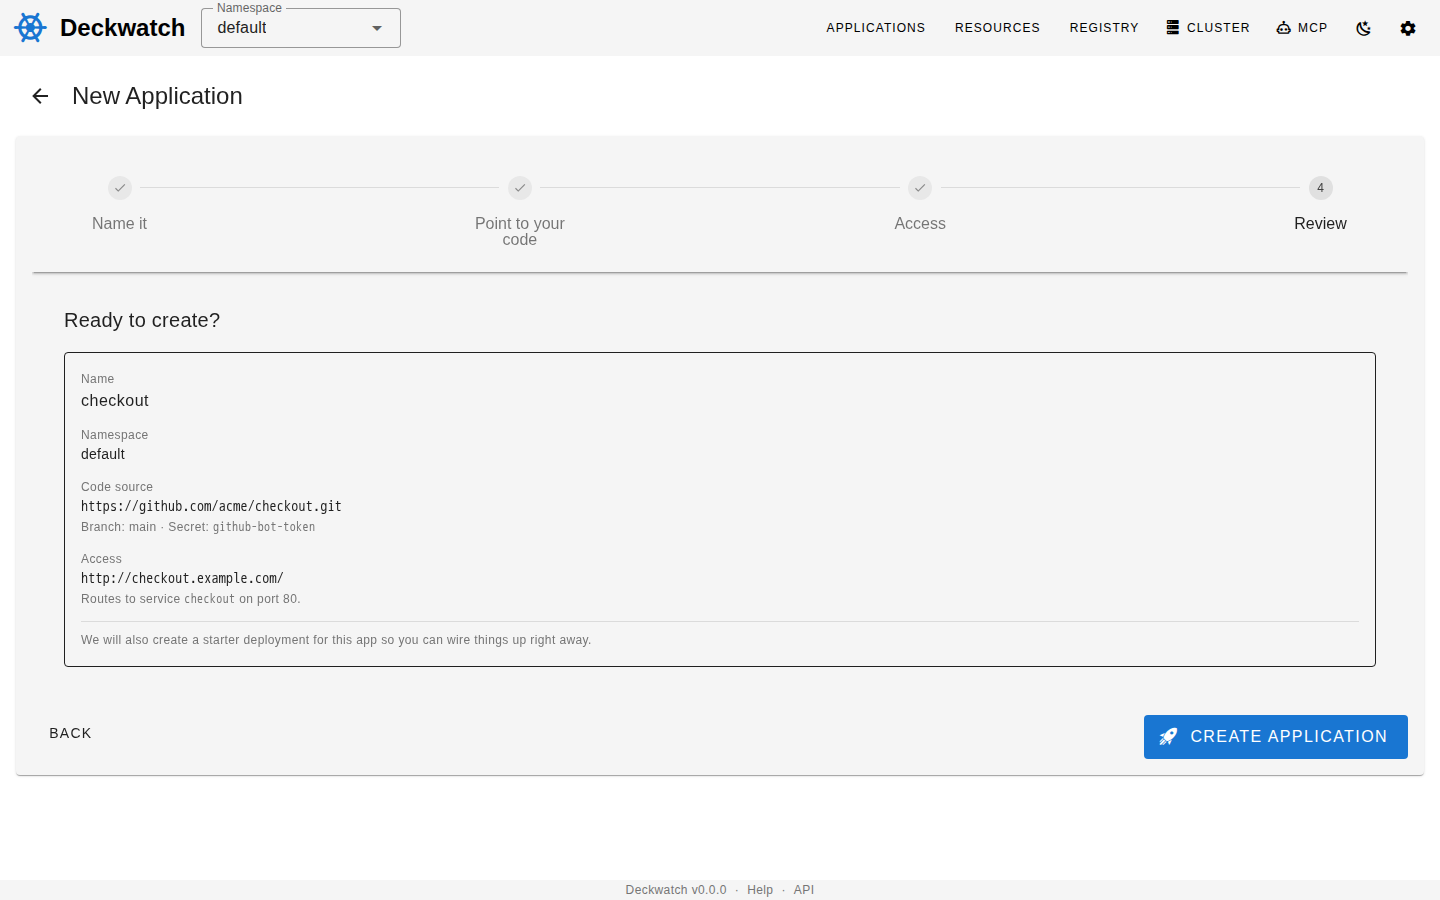 Deckwatch
Namespace
default
APPLICATIONS
RESOURCES
REGISTRY
CLUSTER
MCP
New Application
Name it
Point to your
code
Access
4
Review
Ready to create?
Name
checkout
Namespace
default
Code source
https://github.com/acme/checkout.git
Branch: main · Secret: github-bot-token
Access
http://checkout.example.com/
Routes to service checkout on port 80.
We will also create a starter deployment for this app so you can wire things up right away.
BACK
CREATE APPLICATION
Deckwatch v0.0.0 · Help · API